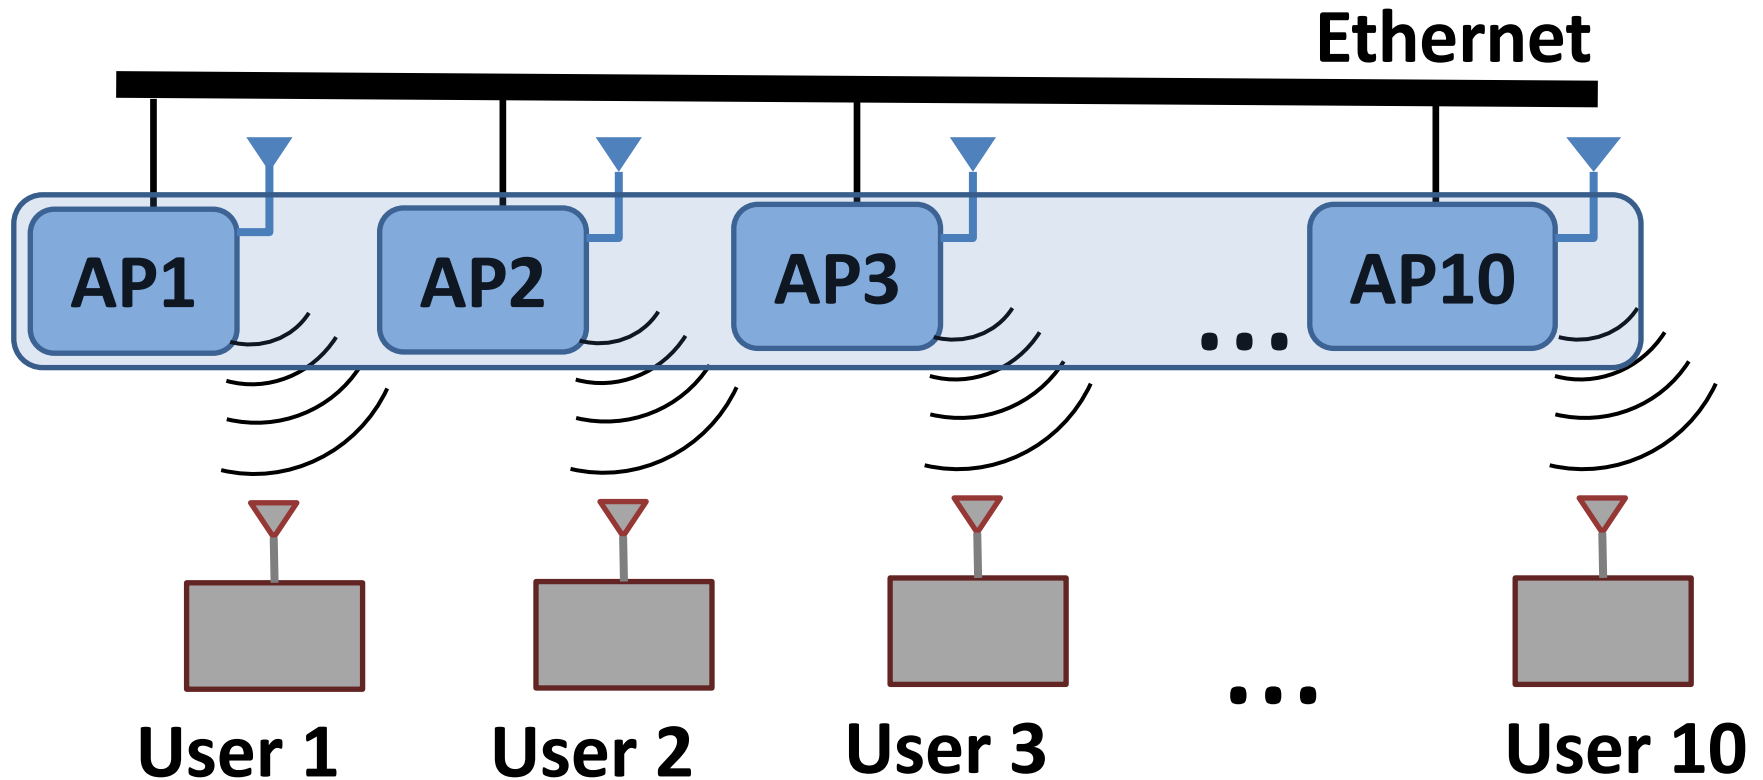 Ethernet
AP1 AP2 AP3 ... AP10
...
User 1 User 2 User 3 User 10